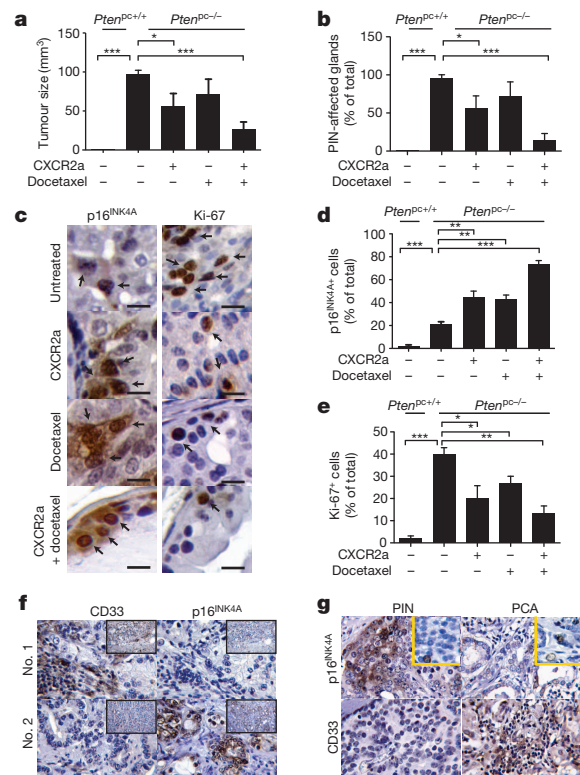 a
Pten^pc+/+ Pten^pc−/−
*
*** ***
Tumour size (mm³)
150
100
50
0
CXCR2a − − + − +
Docetaxel − − − + +
b
Pten^pc+/+ Pten^pc−/−
*
*** ***
PIN-affected glands
(% of total)
150
100
50
0
CXCR2a − − + − +
Docetaxel − − − + +
c
p16^INK4A Ki-67
Untreated
CXCR2a
Docetaxel
CXCR2a
+ docetaxel
d
Pten^pc+/+ Pten^pc−/−
**
**
*** ***
p16^INK4A+ cells
(% of total)
100
80
60
40
20
0
CXCR2a − − + − +
Docetaxel − − − + +
e
Pten^pc+/+ Pten^pc−/−
*
*
*** **
Ki-67⁺ cells
(% of total)
50
40
30
20
10
0
CXCR2a − − + − +
Docetaxel − − − + +
f
CD33 p16^INK4A
No. 1
No. 2
g
PIN PCA
p16^INK4A
CD33